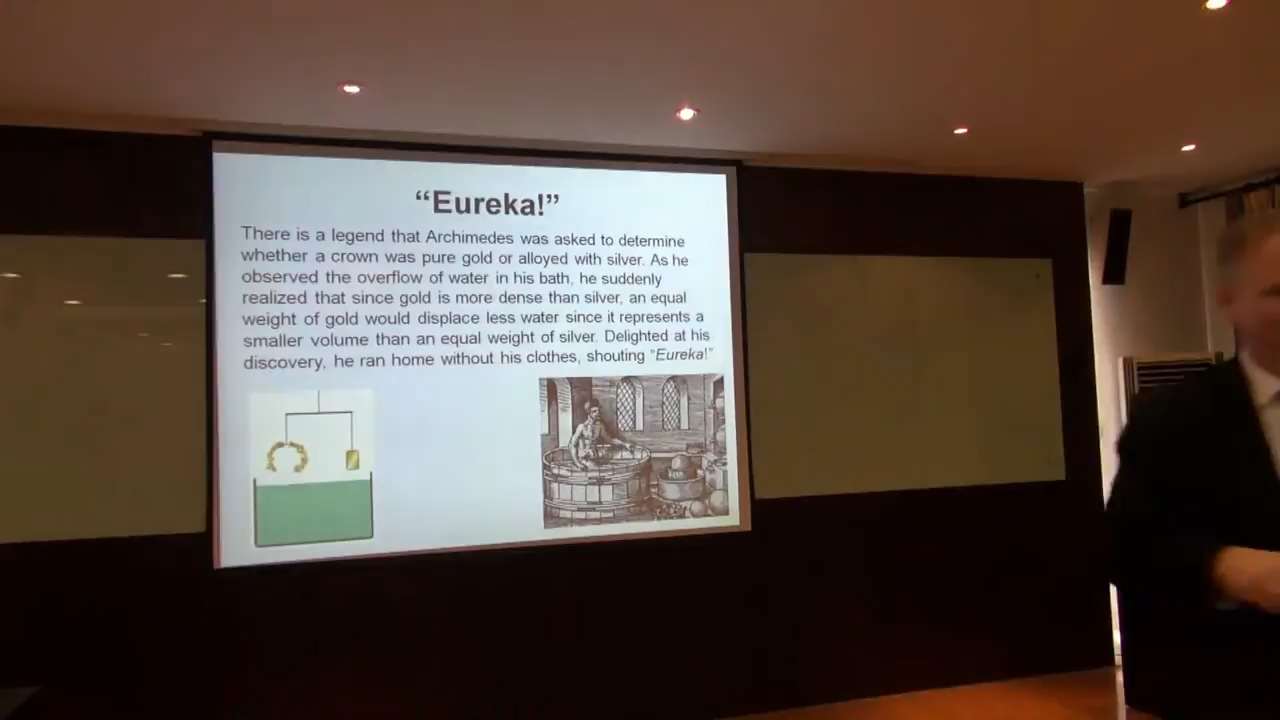 “Eureka!”
There is a legend that Archimedes was asked to determine
whether a crown was pure gold or alloyed with silver. As he
observed the overflow of water in his bath, he suddenly
realized that since gold is more dense than silver, an equal
weight of gold would displace less water since it represents a
smaller volume than an equal weight of silver. Delighted at his
discovery, he ran home without his clothes, shouting “Eureka!”